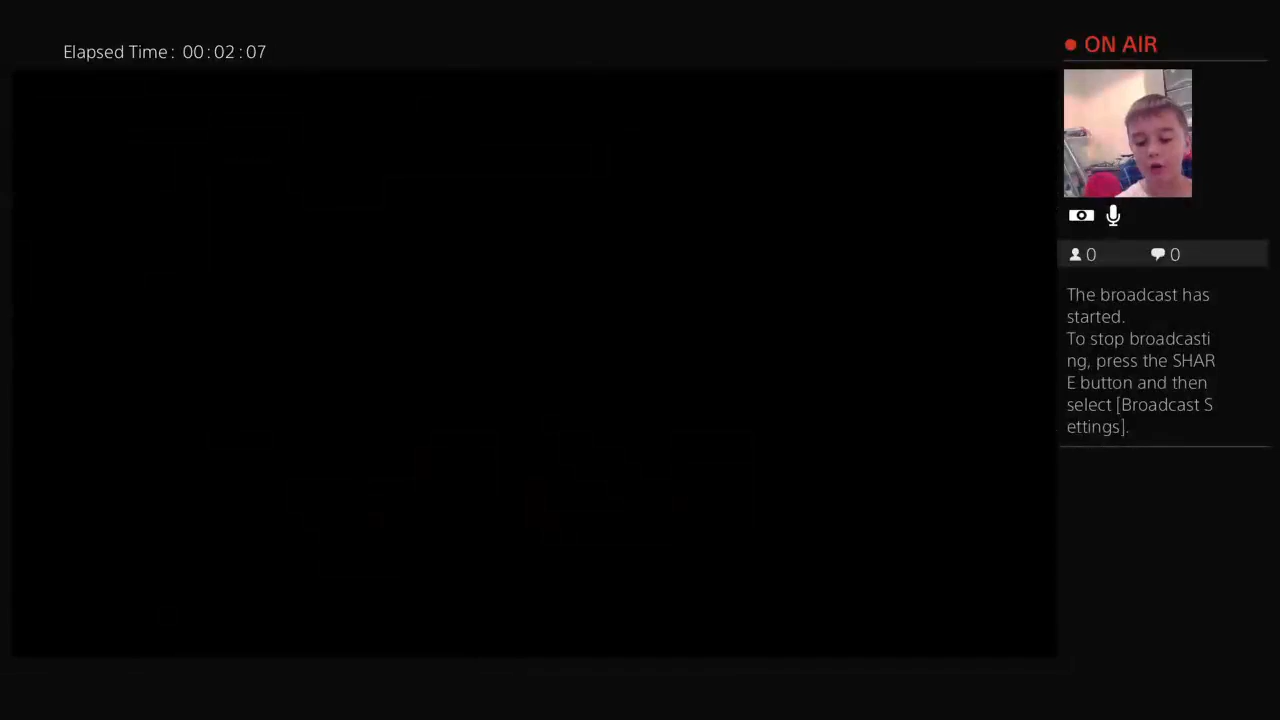 Elapsed Time: 00:02:07
ON AIR
0 0
The broadcast has
started.
To stop broadcasti
ng, press the SHAR
E button and then
select [Broadcast S
ettings].